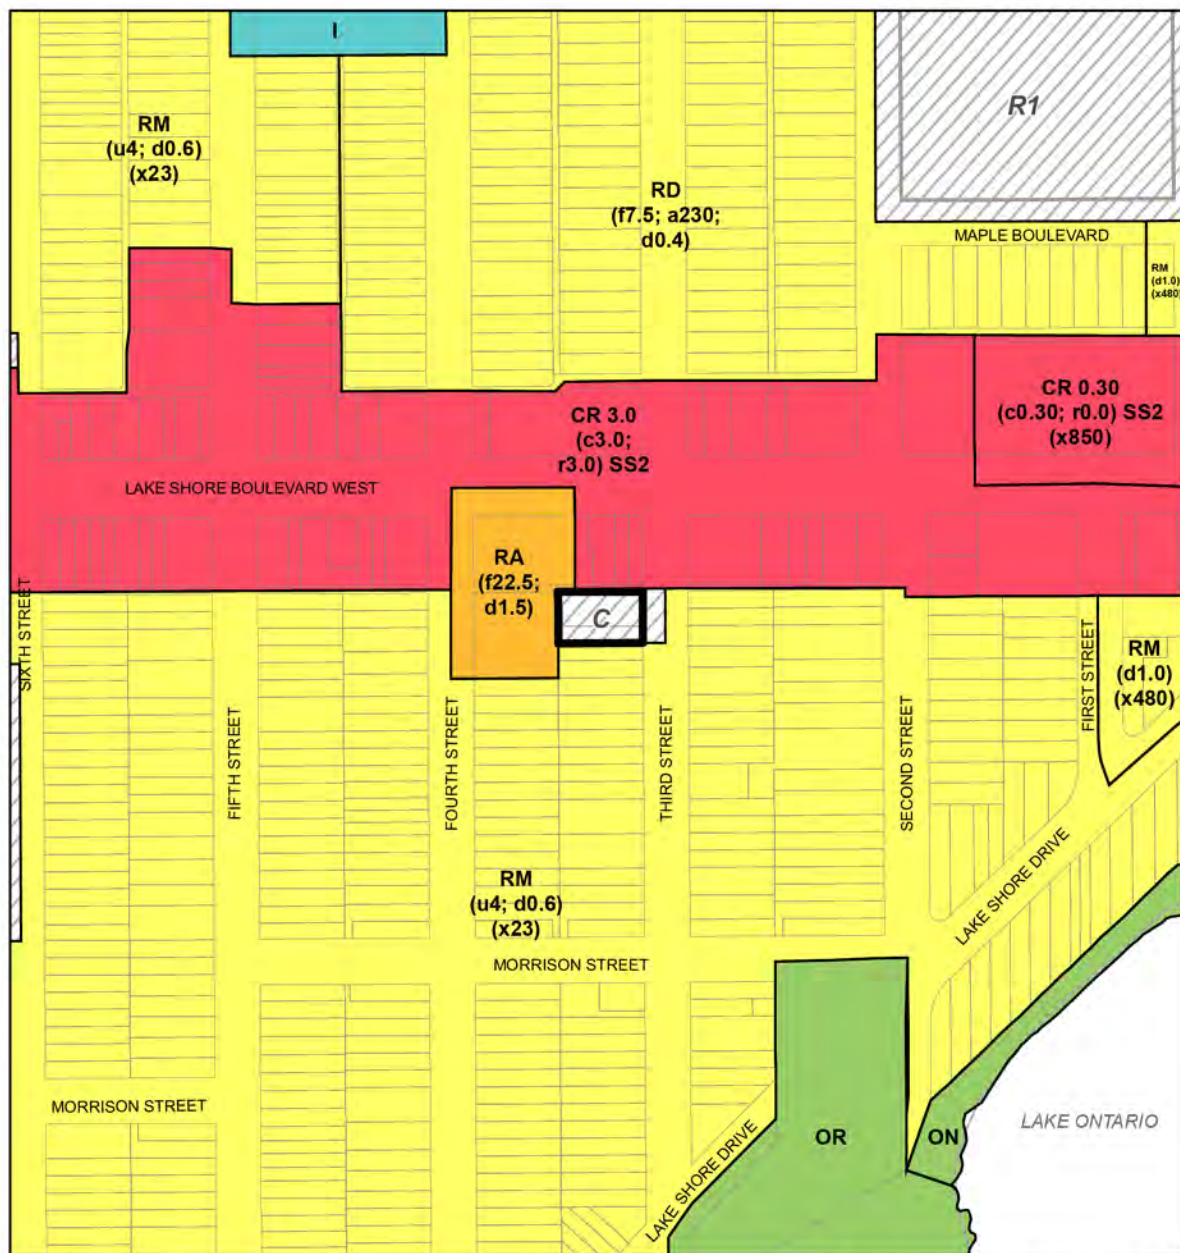 I
R1
RM
(u4; d0.6)
(x23)
RD
(f7.5; a230;
d0.4)
MAPLE BOULEVARD
RM
(d1.0)
(x480)
CR 0.30
(c0.30; r0.0) SS2
(x850)
CR 3.0
(c3.0;
r3.0) SS2
LAKE SHORE BOULEVARD WEST
RA
(f22.5;
d1.5)
C
SIXTH STREET
FIFTH STREET
FOURTH STREET
THIRD STREET
SECOND STREET
FIRST STREET
RM
(d1.0)
(x480)
LAKE SHORE DRIVE
RM
(u4; d0.6)
(x23)
MORRISON STREET
MORRISON STREET
LAKE SHORE DRIVE
OR
ON
LAKE ONTARIO